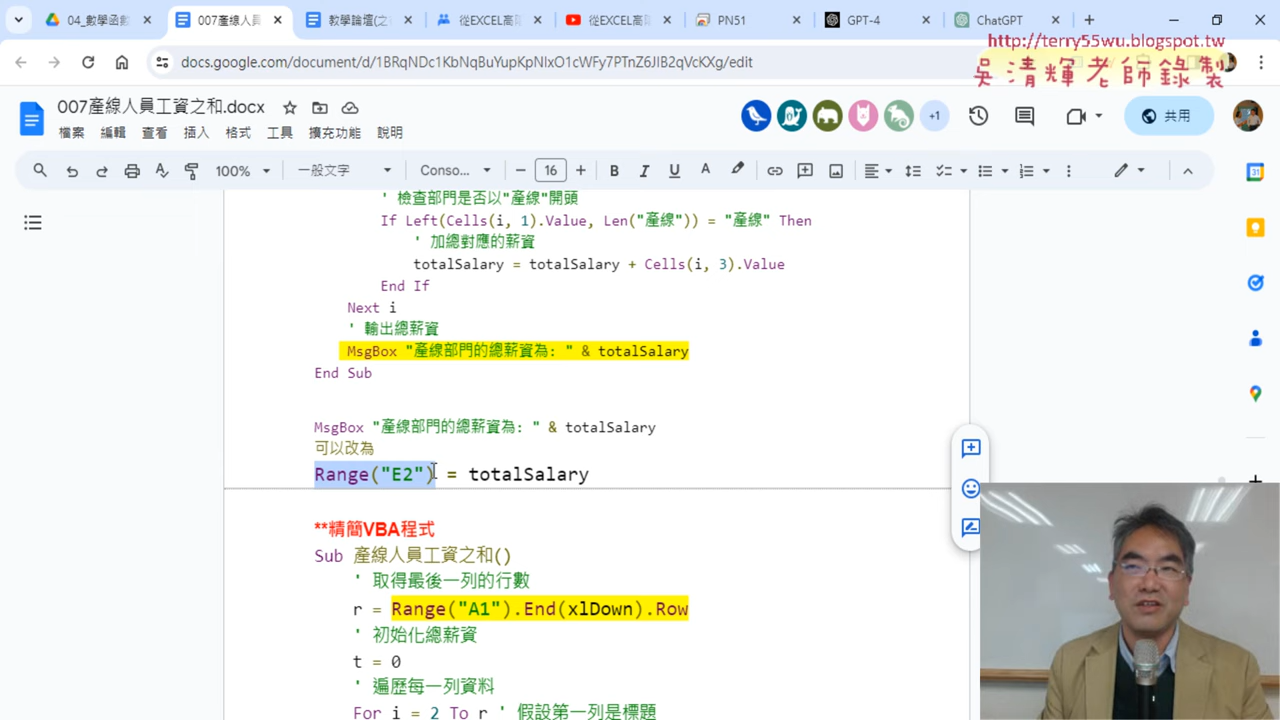 04_數學函數
007產線人員
教學論壇(之
從EXCEL高階
從EXCEL高階
PN51
GPT-4
ChatGPT
http://terry55wu.blogspot.tw
docs.google.com/document/d/1BRqNDc1KbNqBuYupKpNIxO1cWFy7PTnZ6JIB2qVcKXg/edit
吳清輝老師錄製
007產線人員工資之和.docx
+1
共用
檔案 編輯 查看 插入 格式 工具 擴充功能 說明
100% 一般文字 Conso... 16 B I U A
' 檢查部門是否以"產線"開頭
If Left(Cells(i, 1).Value, Len("產線")) = "產線" Then
' 加總對應的薪資
totalSalary = totalSalary + Cells(i, 3).Value
End If
Next i
' 輸出總薪資
MsgBox "產線部門的總薪資為: " & totalSalary
End Sub
MsgBox "產線部門的總薪資為: " & totalSalary
可以改為
Range("E2") = totalSalary
**精簡VBA程式
Sub 產線人員工資之和()
' 取得最後一列的行數
r = Range("A1").End(xlDown).Row
' 初始化總薪資
t = 0
' 遍歷每一列資料
For i = 2 To r ' 假設第一列是標題